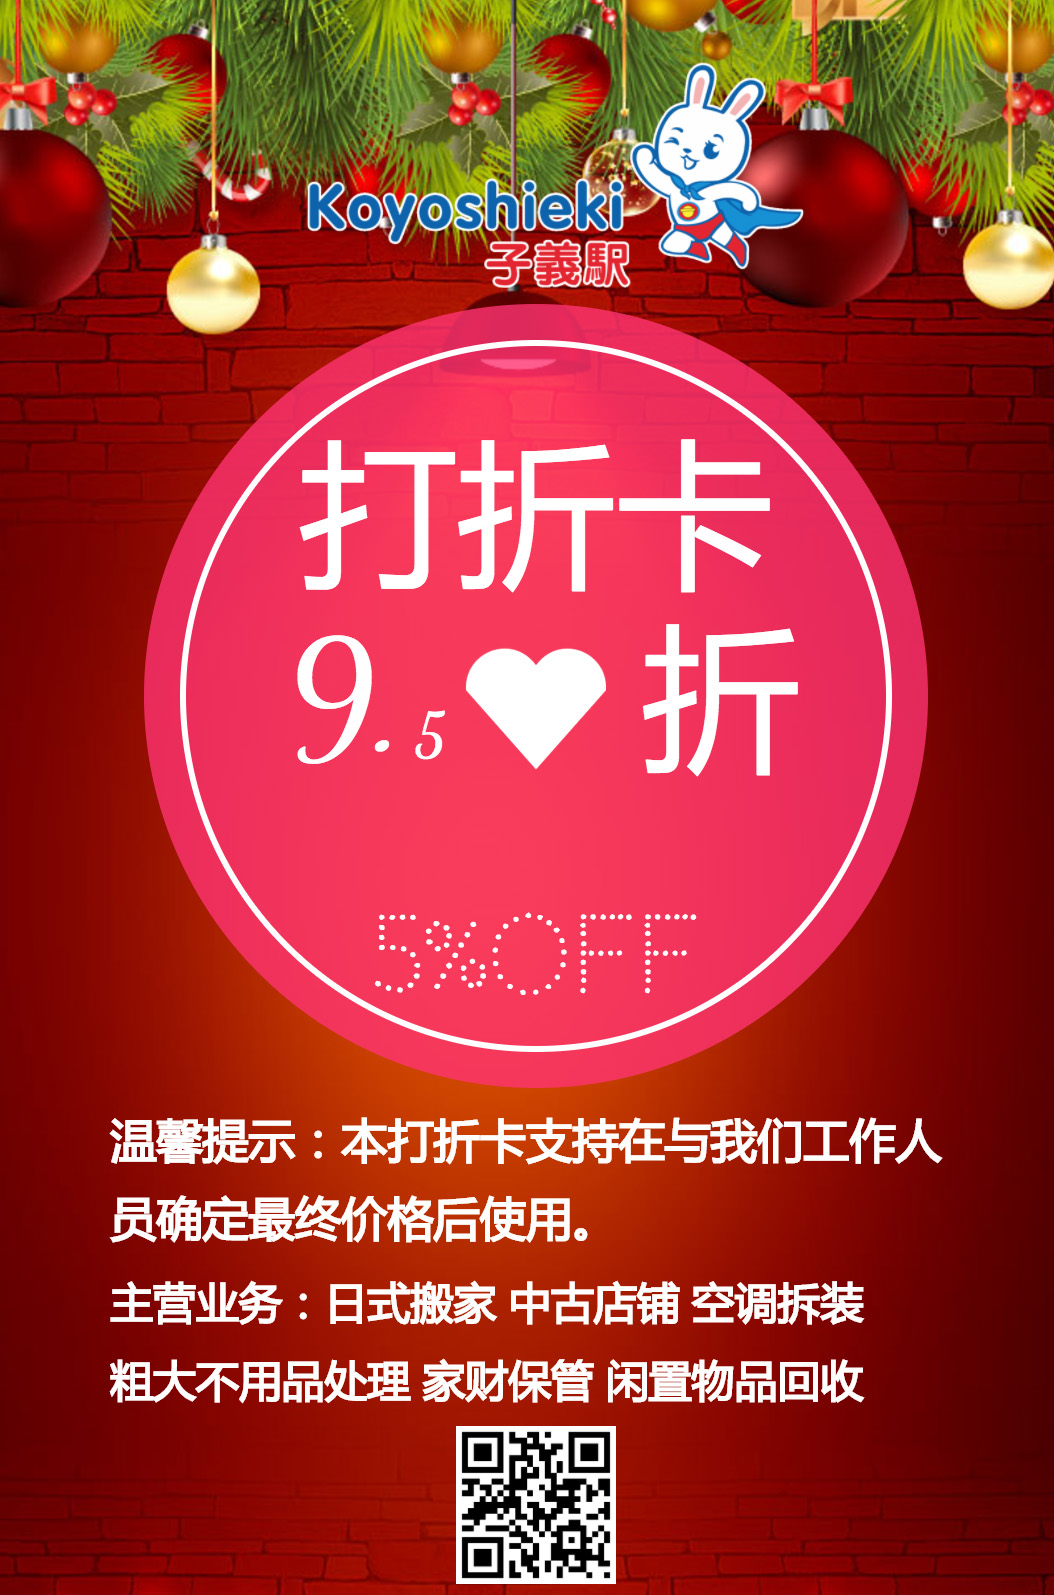 Koyoshieki
子義駅
打折卡
9.5 折
5%OFF
温馨提示：本打折卡支持在与我们工作人
员确定最终价格后使用。
主营业务：日式搬家 中古店铺 空调拆装
粗大不用品处理 家财保管 闲置物品回收